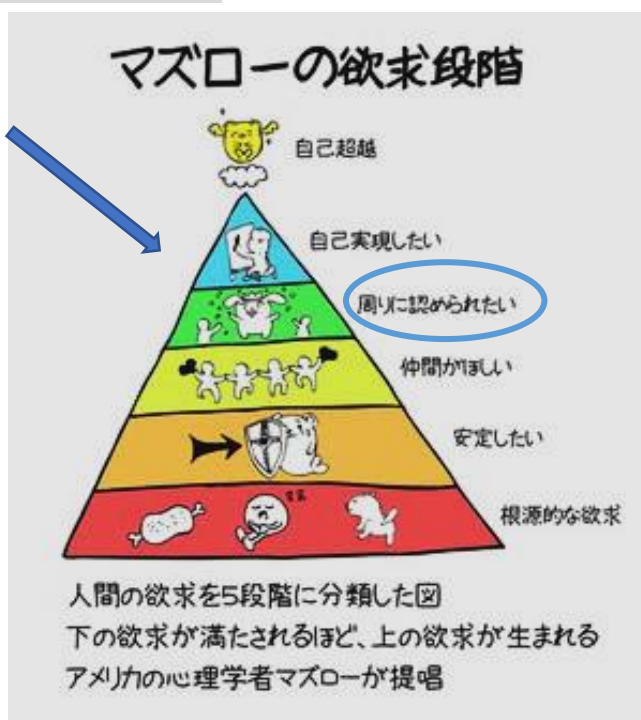 マズローの欲求段階
自己超越
自己実現したい
周りに認められたい
仲間がほしい
安定したい
根源的な欲求
人間の欲求を5段階に分類した図
下の欲求が満たされるほど、上の欲求が生まれる
アメリカの心理学者マズローが提唱